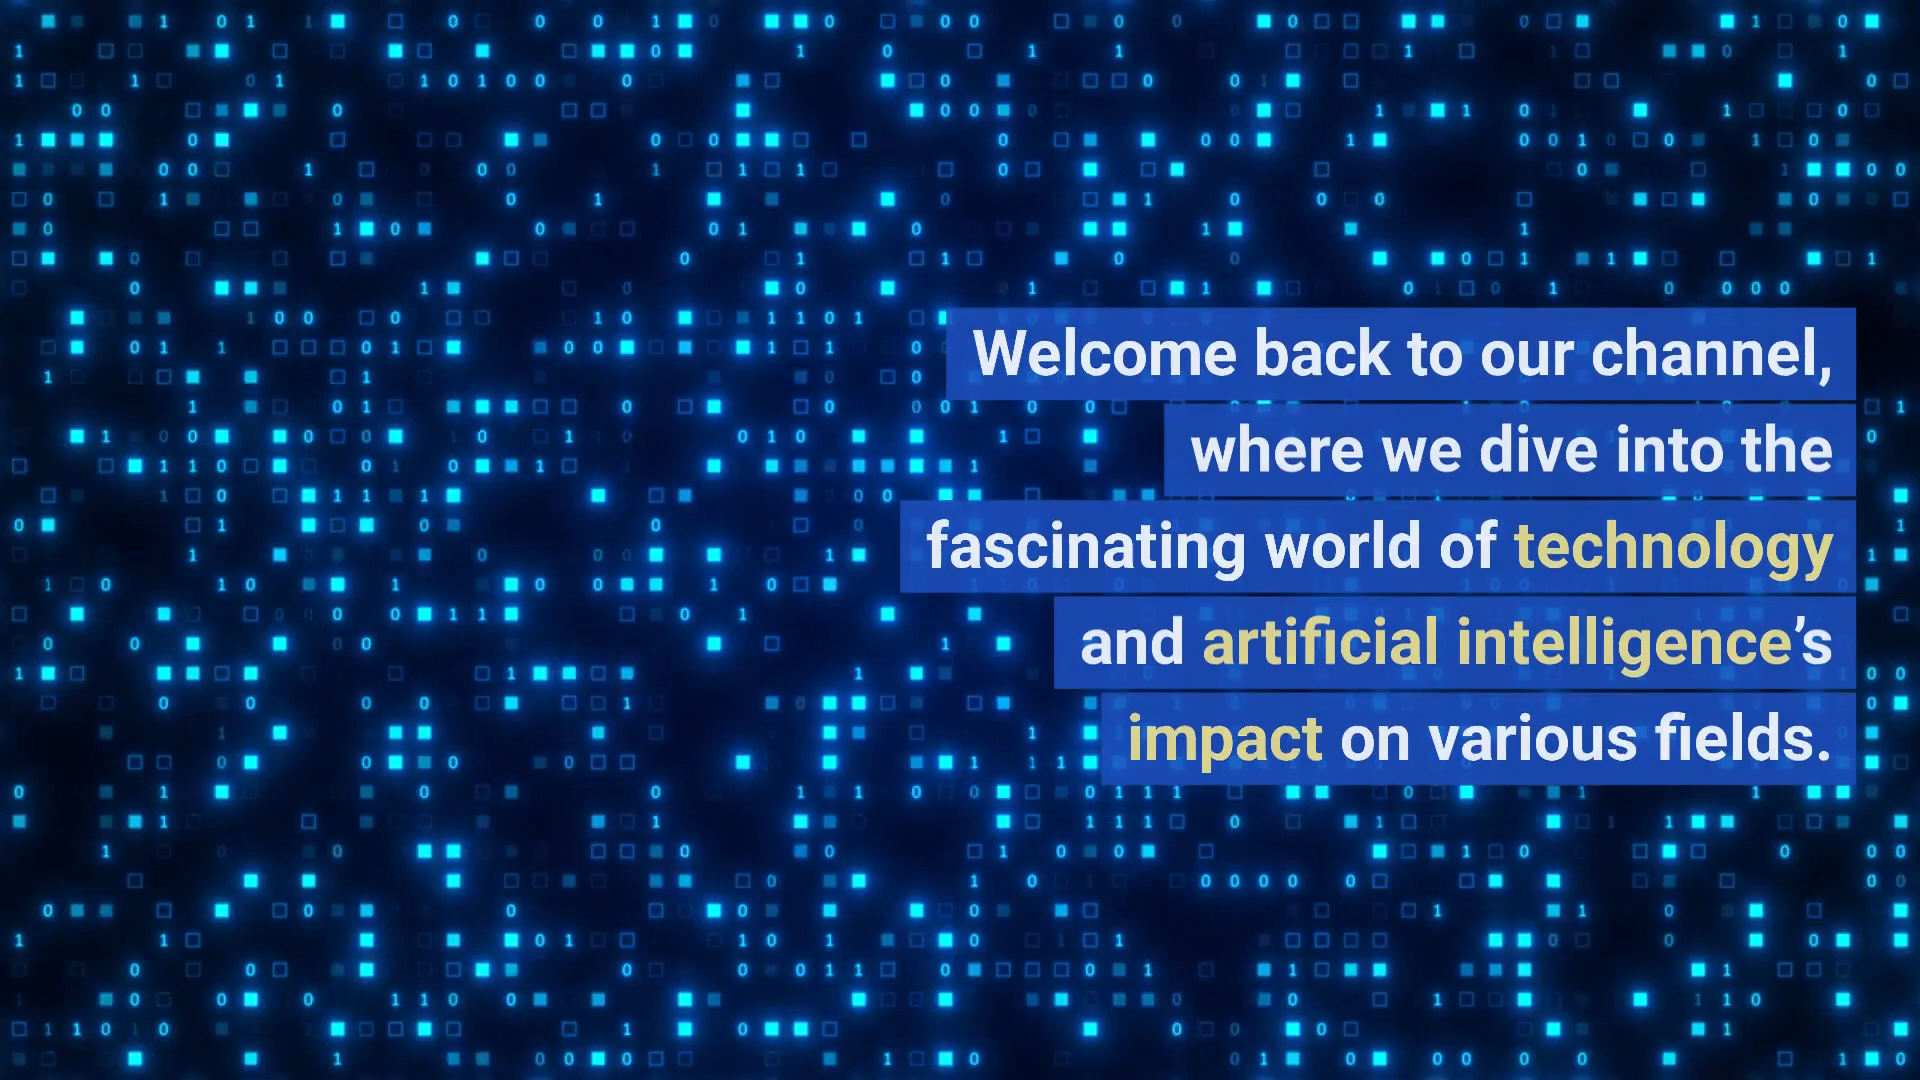 Welcome back to our channel,
where we dive into the
fascinating world of technology
and artificial intelligence’s
impact on various fields.